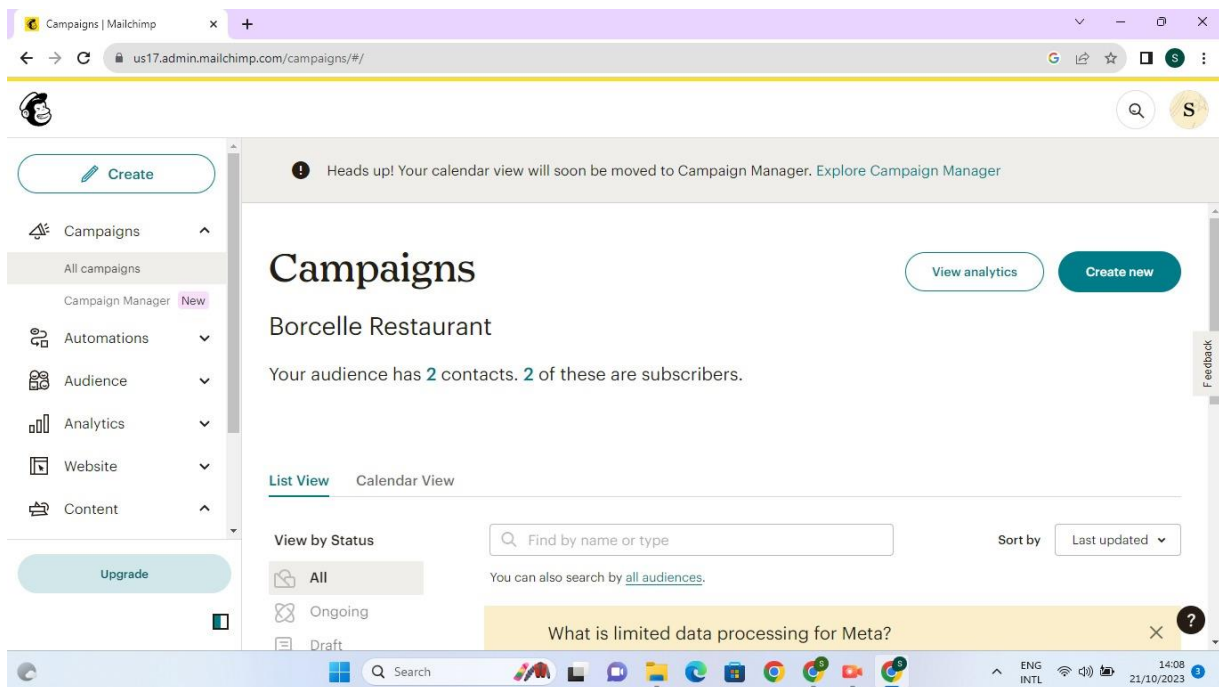 Campaigns | Mailchimp
us17.admin.mailchimp.com/campaigns/#/
G
S
S
Create
Heads up! Your calendar view will soon be moved to Campaign Manager. Explore Campaign Manager
Campaigns
All campaigns
Campaign Manager New
Automations
Audience
Analytics
Website
Content
Upgrade
Campaigns
View analytics
Create new
Borcelle Restaurant
Your audience has 2 contacts. 2 of these are subscribers.
Feedback
List View Calendar View
View by Status
All
Ongoing
Draft
Find by name or type
Sort by Last updated
You can also search by all audiences.
What is limited data processing for Meta?
?
Search
ENG
INTL
14:08
21/10/2023
3